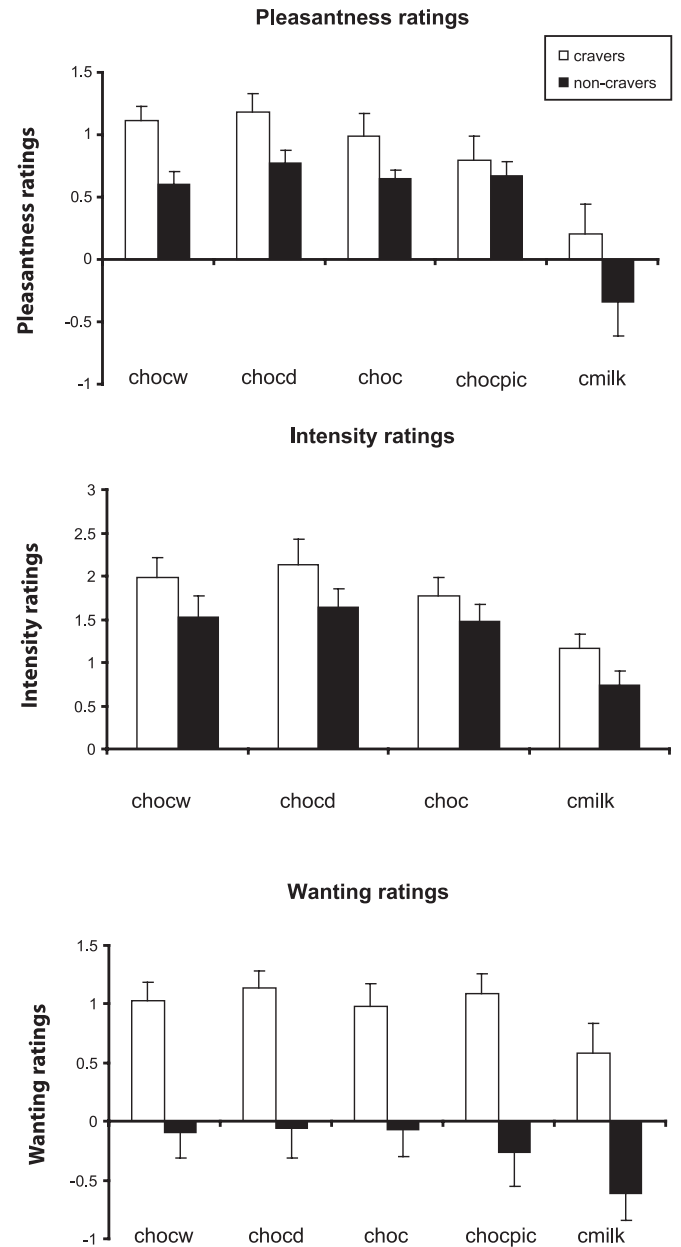 Pleasantness ratings
cravers
non-cravers
Pleasantness ratings
1.5
1
0.5
0
-0.5
-1
chocw chocd choc chocpic cmilk
Intensity ratings
Intensity ratings
3
2.5
2
1.5
1
0.5
0
chocw chocd choc cmilk
Wanting ratings
Wanting ratings
1.5
1
0.5
0
-0.5
-1
chocw chocd choc chocpic cmilk